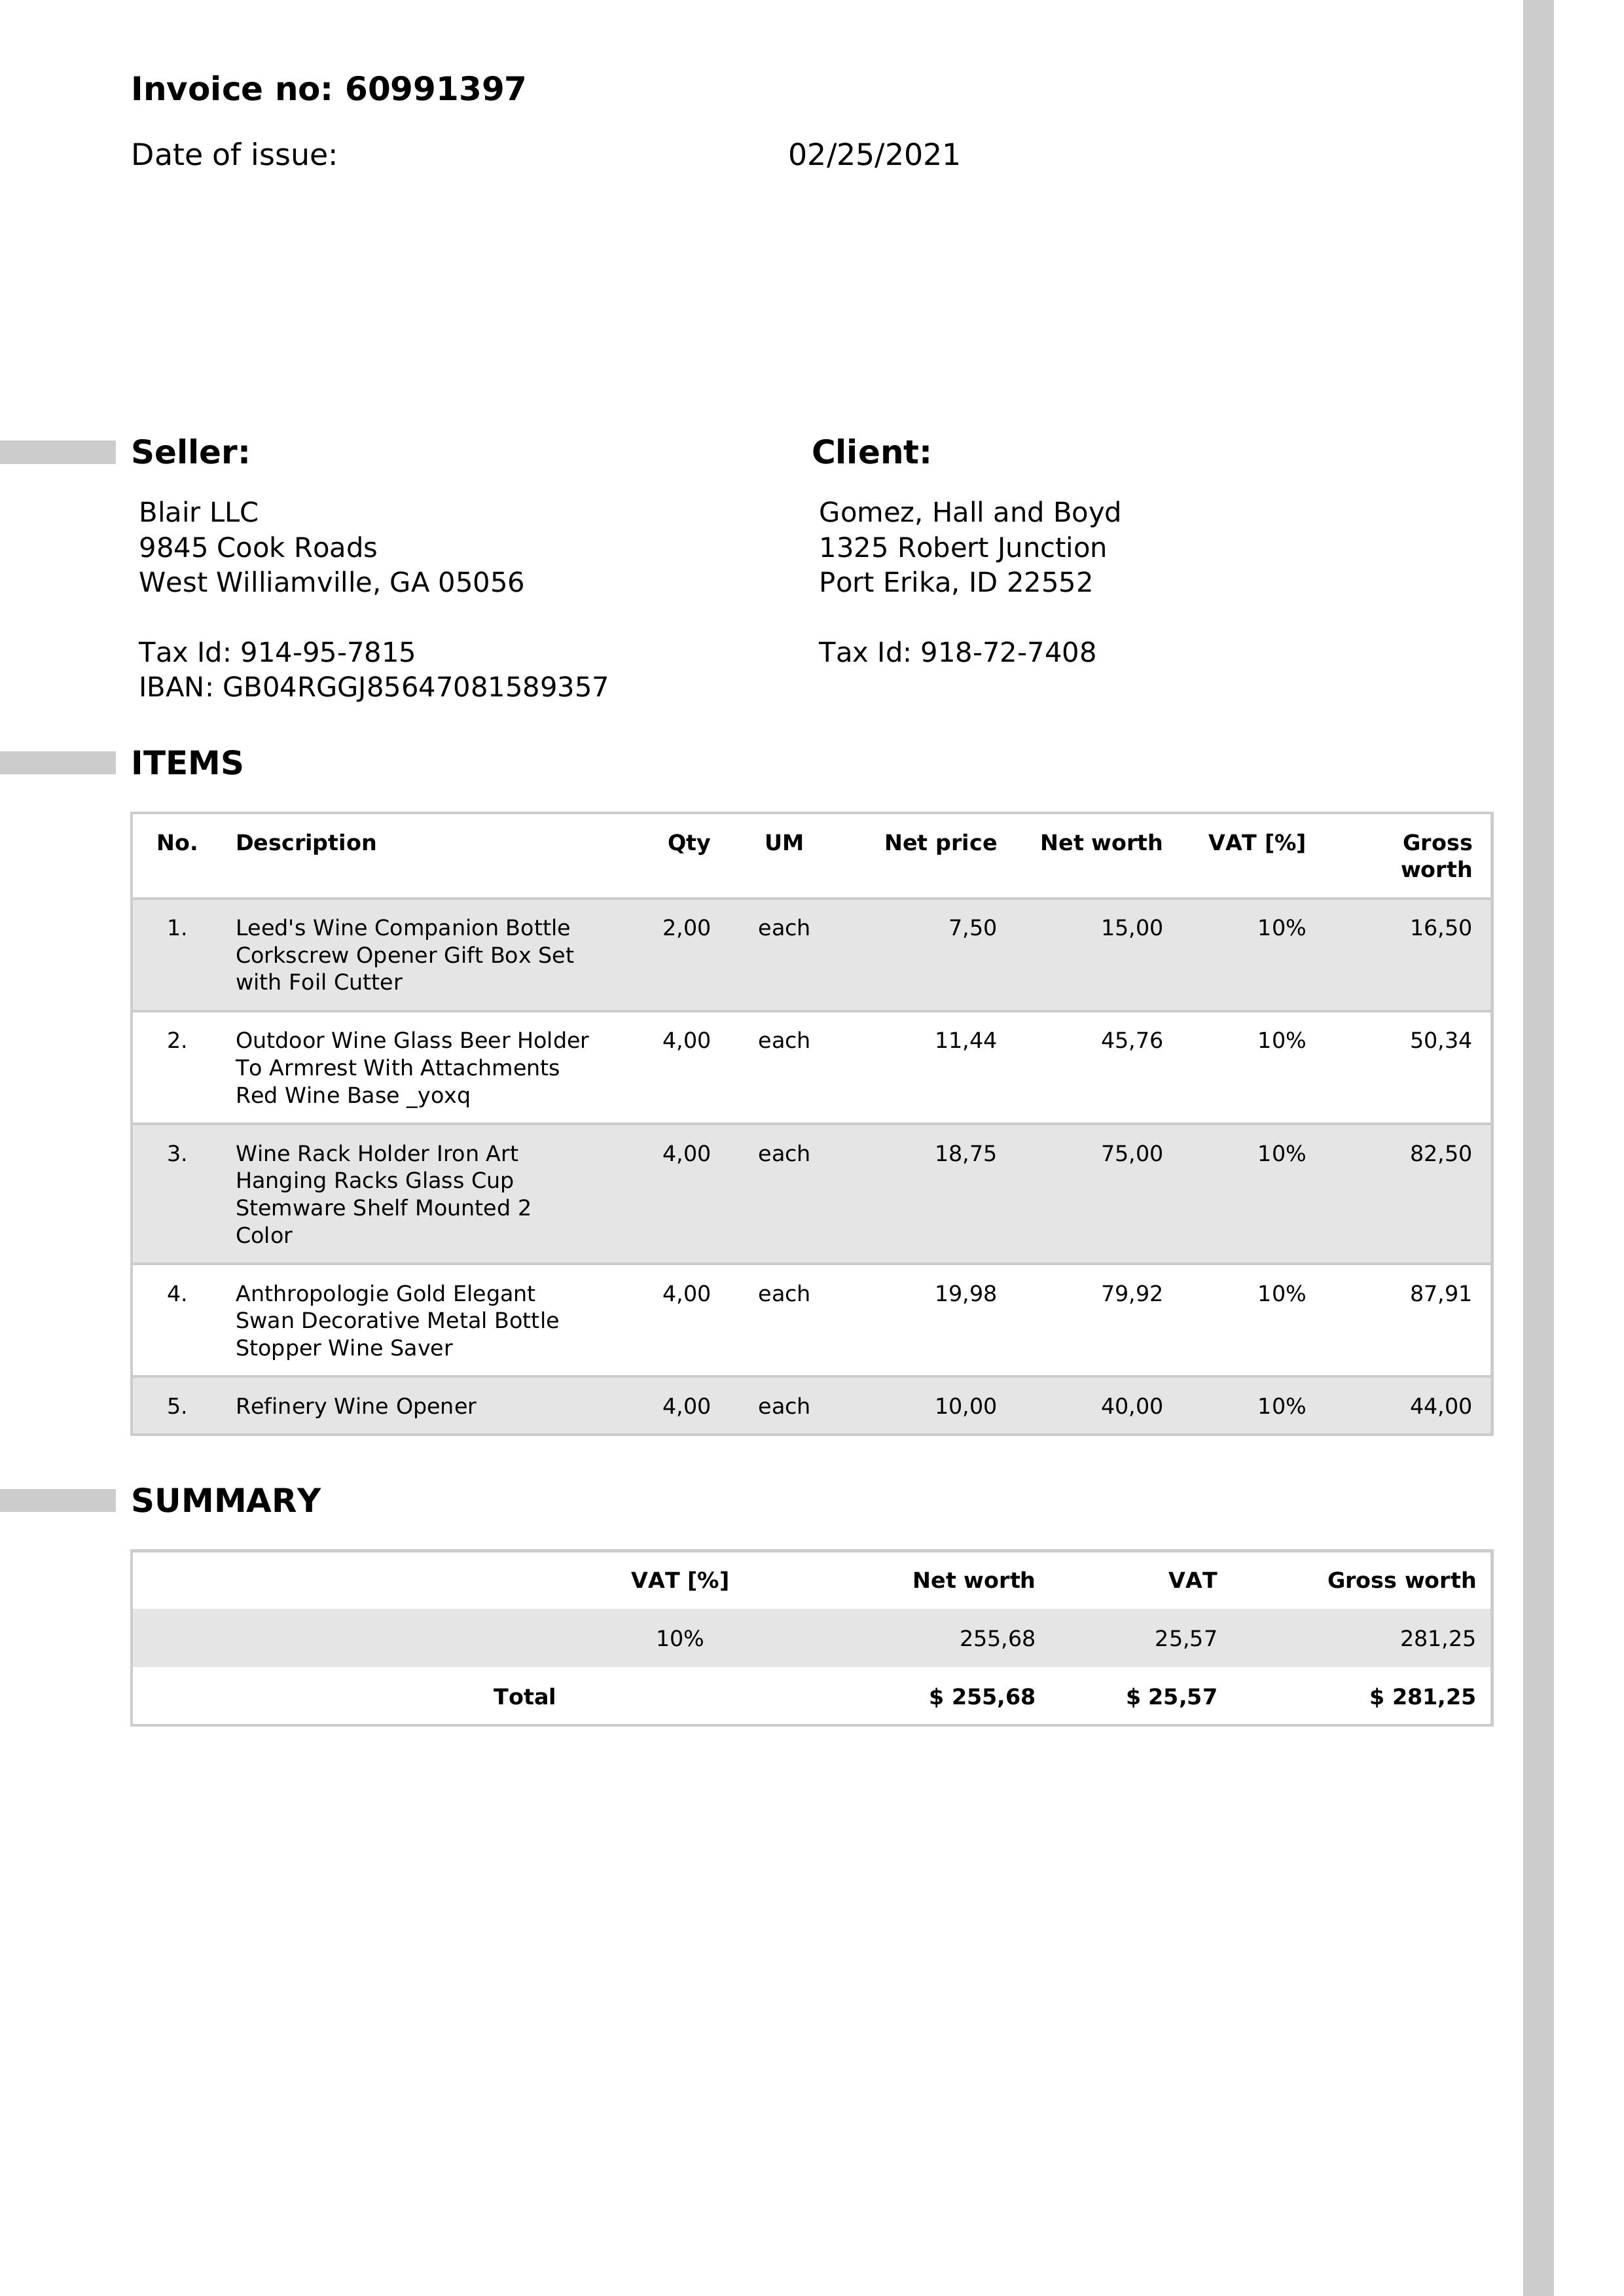 Invoice no: 60991397
Date of issue: 02/25/2021
Seller: Client:
Blair LLC Gomez, Hall and Boyd
9845 Cook Roads 1325 Robert Junction
West Williamville, GA 05056 Port Erika, ID 22552
Tax Id: 914-95-7815 Tax Id: 918-72-7408
IBAN: GB04RGGJ85647081589357
ITEMS
No. Description Qty UM Net price Net worth VAT [%] Gross
worth
1. Leed's Wine Companion Bottle 2,00 each 7,50 15,00 10% 16,50
Corkscrew Opener Gift Box Set
with Foil Cutter
2. Outdoor Wine Glass Beer Holder 4,00 each 11,44 45,76 10% 50,34
To Armrest With Attachments
Red Wine Base _yoxq
3. Wine Rack Holder Iron Art 4,00 each 18,75 75,00 10% 82,50
Hanging Racks Glass Cup
Stemware Shelf Mounted 2
Color
4. Anthropologie Gold Elegant 4,00 each 19,98 79,92 10% 87,91
Swan Decorative Metal Bottle
Stopper Wine Saver
5. Refinery Wine Opener 4,00 each 10,00 40,00 10% 44,00
SUMMARY
VAT [%] Net worth VAT Gross worth
10% 255,68 25,57 281,25
Total $ 255,68 $ 25,57 $ 281,25